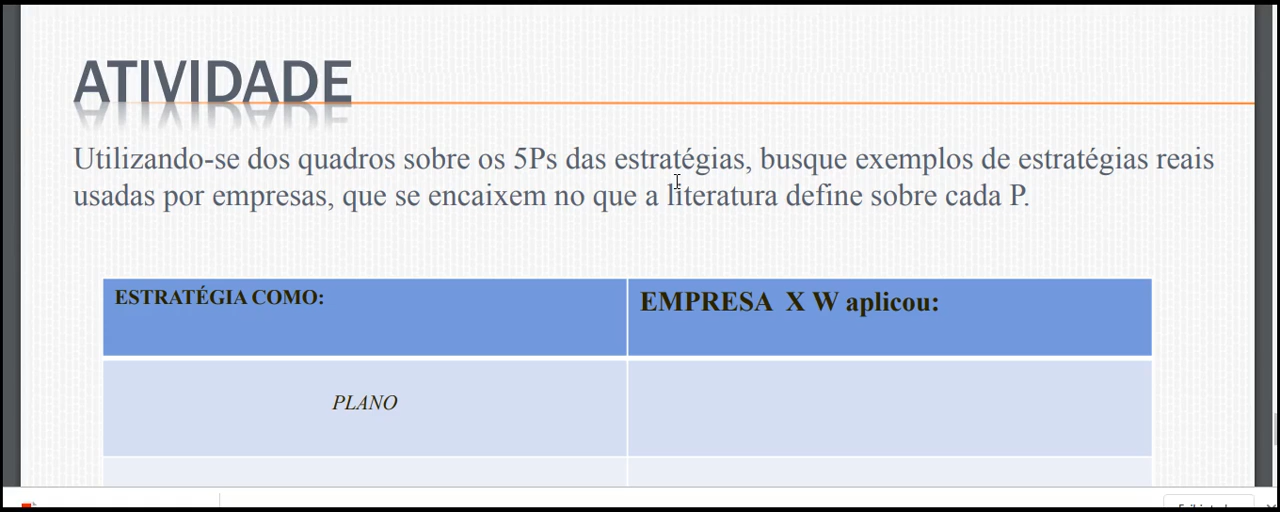 ATIVIDADE
Utilizando-se dos quadros sobre os 5Ps das estratégias, busque exemplos de estratégias reais
usadas por empresas, que se encaixem no que a literatura define sobre cada P.
ESTRATÉGIA COMO:
EMPRESA X W aplicou:
PLANO